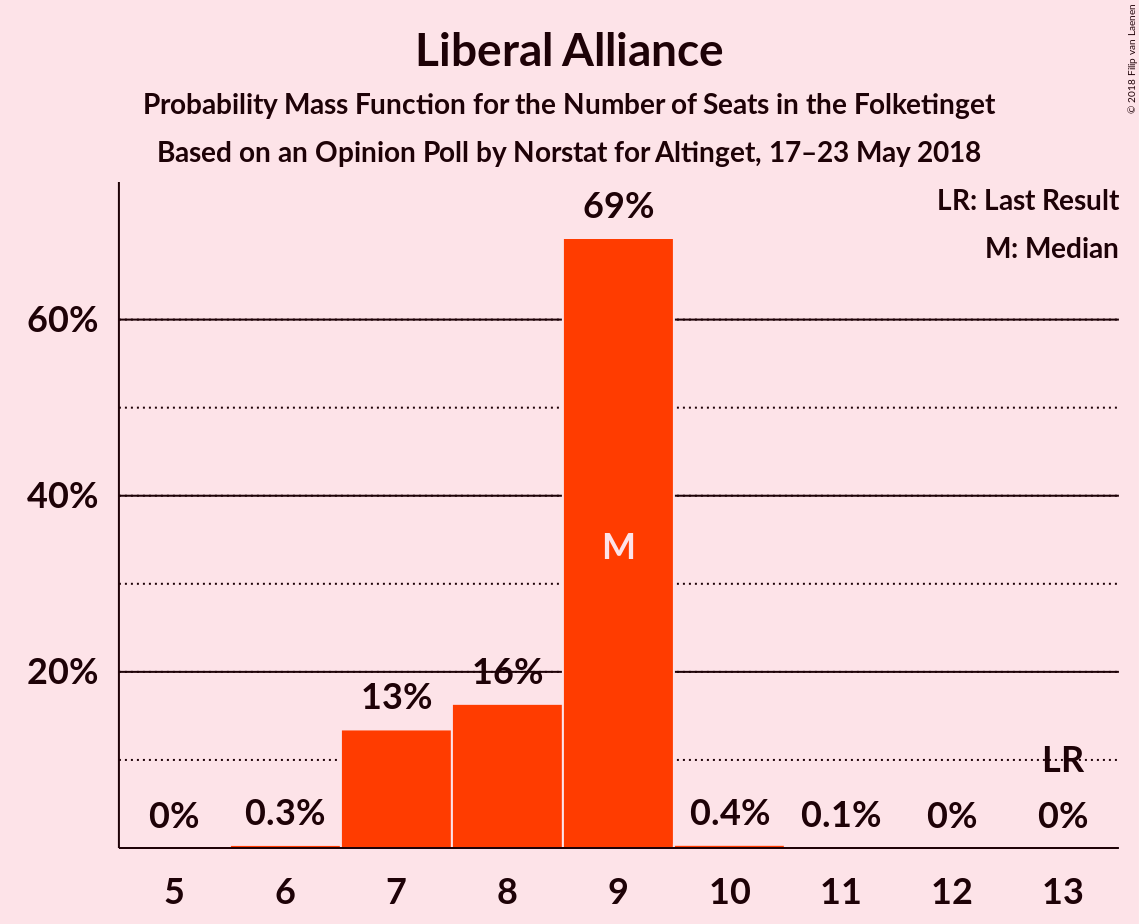 © 2018 Filip van Laenen
Liberal Alliance
Probability Mass Function for the Number of Seats in the Folketinget
Based on an Opinion Poll by Norstat for Altinget, 17–23 May 2018
LR: Last Result
M: Median
69%
60%
40%
M
20%
16%
13%
LR
0%
0.3%
0.4%
0.1%
0%
0%
5 6 7 8 9 10 11 12 13